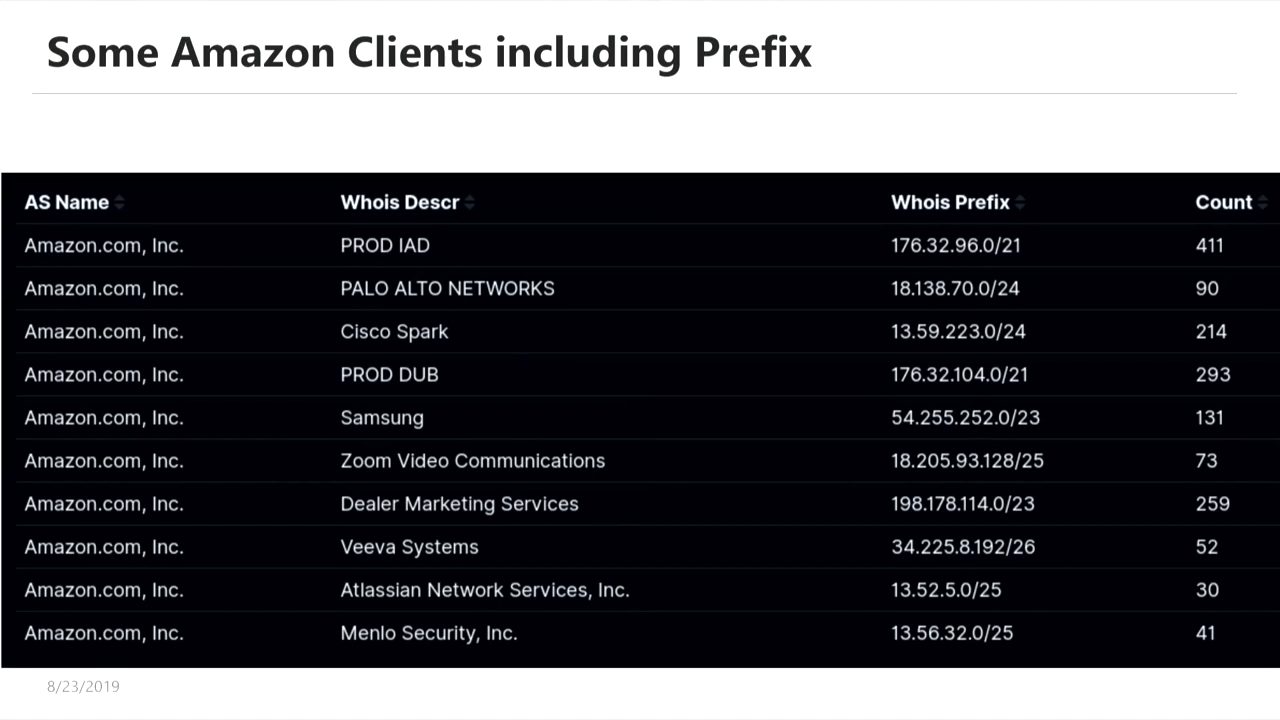 Some Amazon Clients including Prefix
AS Name Whois Descr Whois Prefix Count
Amazon.com, Inc. PROD IAD 176.32.96.0/21 411
Amazon.com, Inc. PALO ALTO NETWORKS 18.138.70.0/24 90
Amazon.com, Inc. Cisco Spark 13.59.223.0/24 214
Amazon.com, Inc. PROD DUB 176.32.104.0/21 293
Amazon.com, Inc. Samsung 54.255.252.0/23 131
Amazon.com, Inc. Zoom Video Communications 18.205.93.128/25 73
Amazon.com, Inc. Dealer Marketing Services 198.178.114.0/23 259
Amazon.com, Inc. Veeva Systems 34.225.8.192/26 52
Amazon.com, Inc. Atlassian Network Services, Inc. 13.52.5.0/25 30
Amazon.com, Inc. Menlo Security, Inc. 13.56.32.0/25 41
8/23/2019